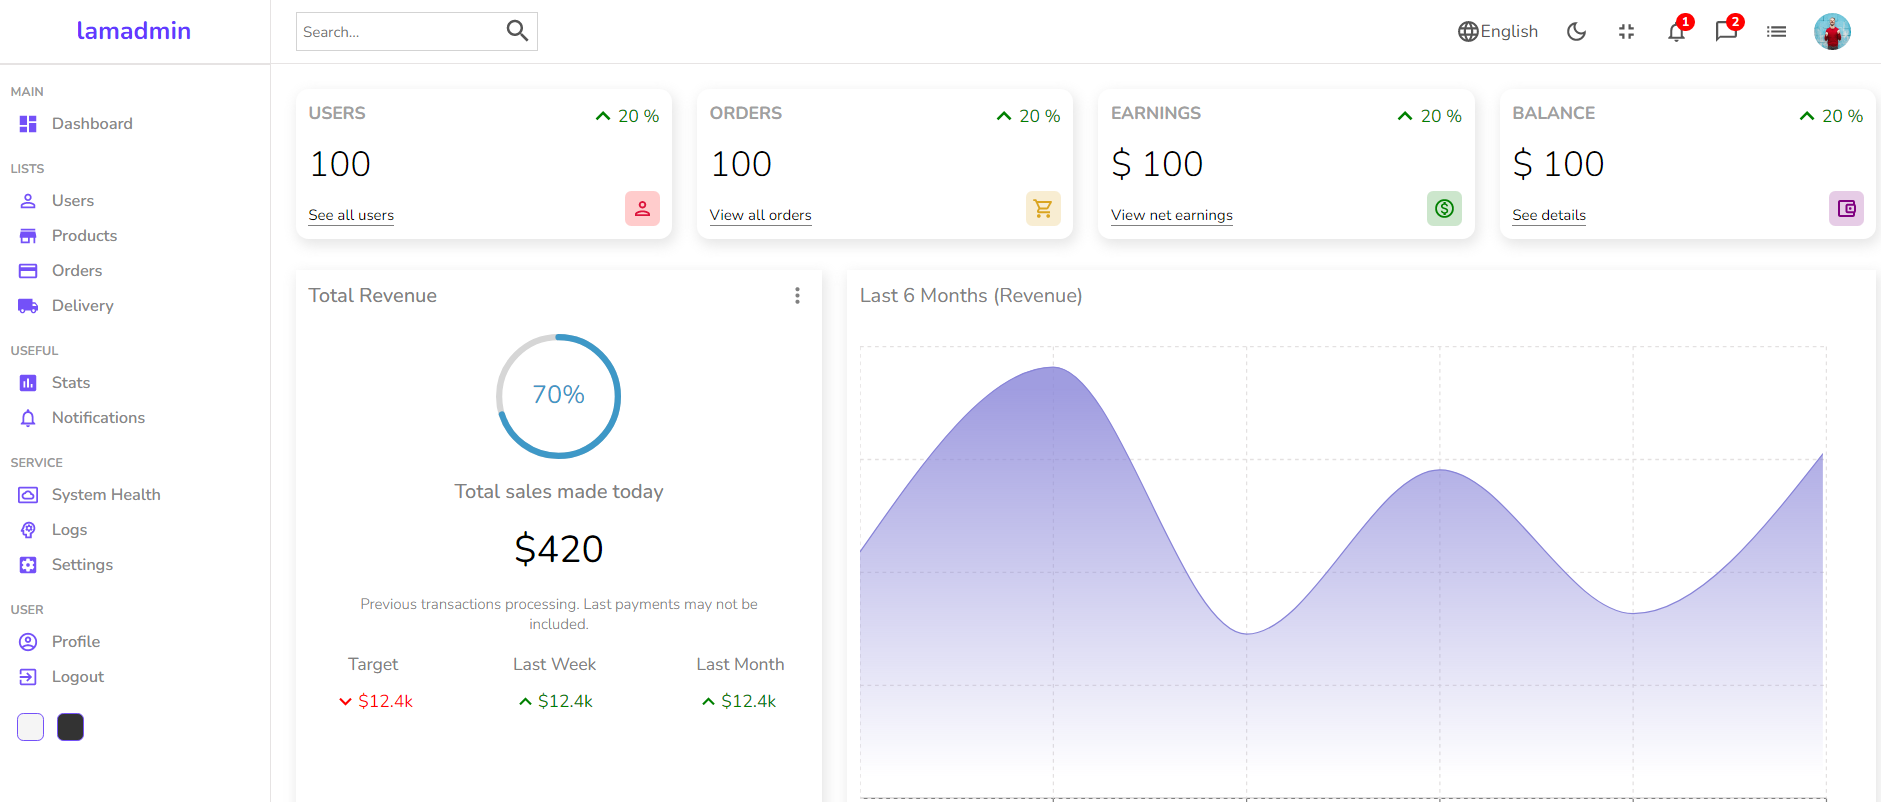 lamadmin
Search...
English
1
2
MAIN
Dashboard
LISTS
Users
Products
Orders
Delivery
USEFUL
Stats
Notifications
SERVICE
System Health
Logs
Settings
USER
Profile
Logout
USERS
20 %
100
See all users
ORDERS
20 %
100
View all orders
EARNINGS
20 %
$ 100
View net earnings
BALANCE
20 %
$ 100
See details
Total Revenue
70%
Total sales made today
$420
Previous transactions processing. Last payments may not be
included.
Target
Last Week
Last Month
$12.4k
$12.4k
$12.4k
Last 6 Months (Revenue)